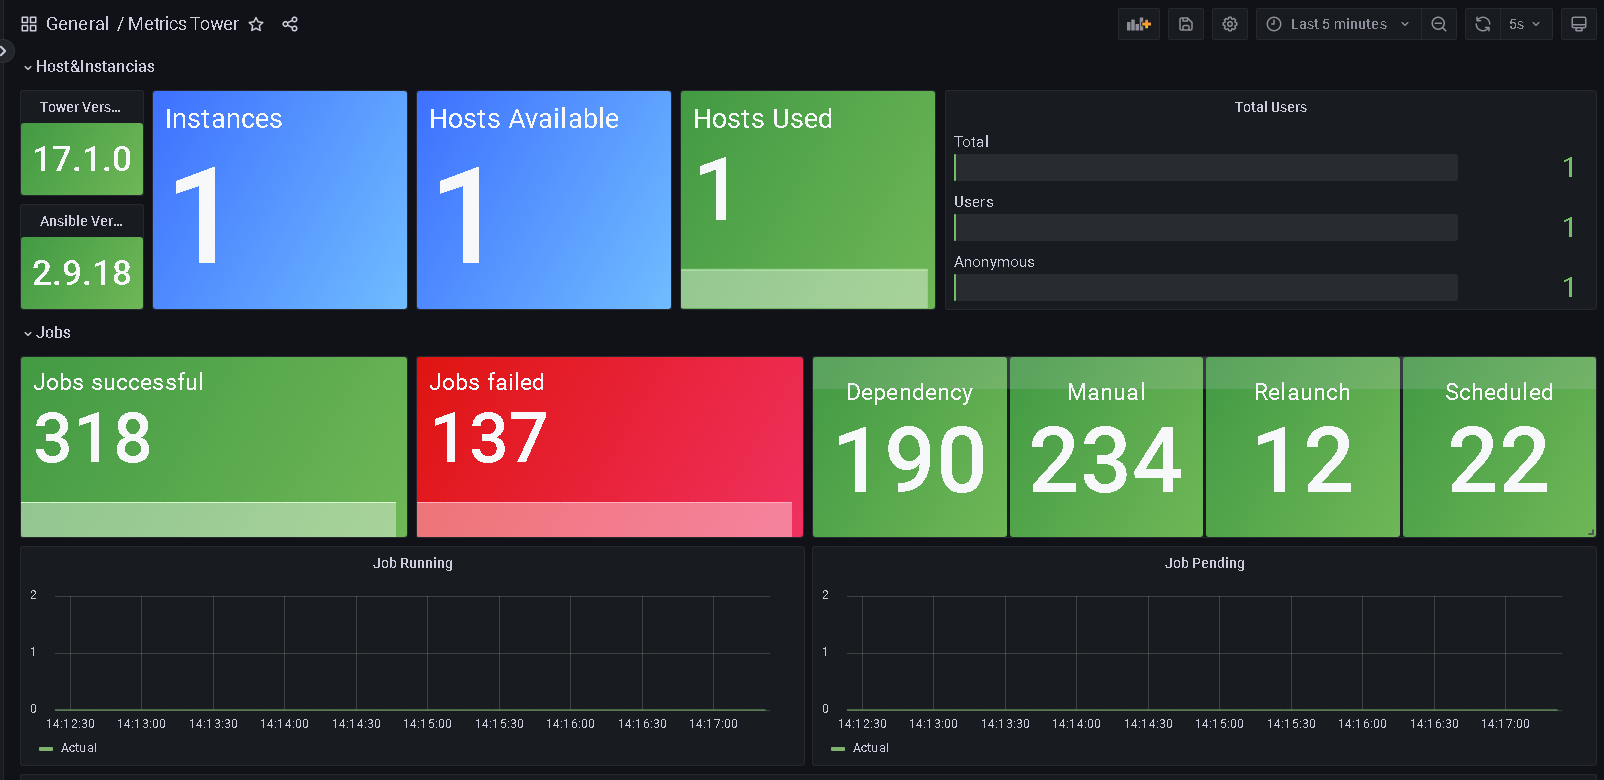 General / Metrics Tower
Last 5 minutes
5s
Host&Instancias
Tower Vers...
17.1.0
Ansible Ver...
2.9.18
Instances
1
Hosts Available
1
Hosts Used
1
Total Users
Total
1
Users
1
Anonymous
1
Jobs
Jobs successful
318
Jobs failed
137
Dependency
190
Manual
234
Relaunch
12
Scheduled
22
Job Running
2
1
0
14:12:30 14:13:00 14:13:30 14:14:00 14:14:30 14:15:00 14:15:30 14:16:00 14:16:30 14:17:00
Actual
Job Pending
2
1
0
14:12:30 14:13:00 14:13:30 14:14:00 14:14:30 14:15:00 14:15:30 14:16:00 14:16:30 14:17:00
Actual